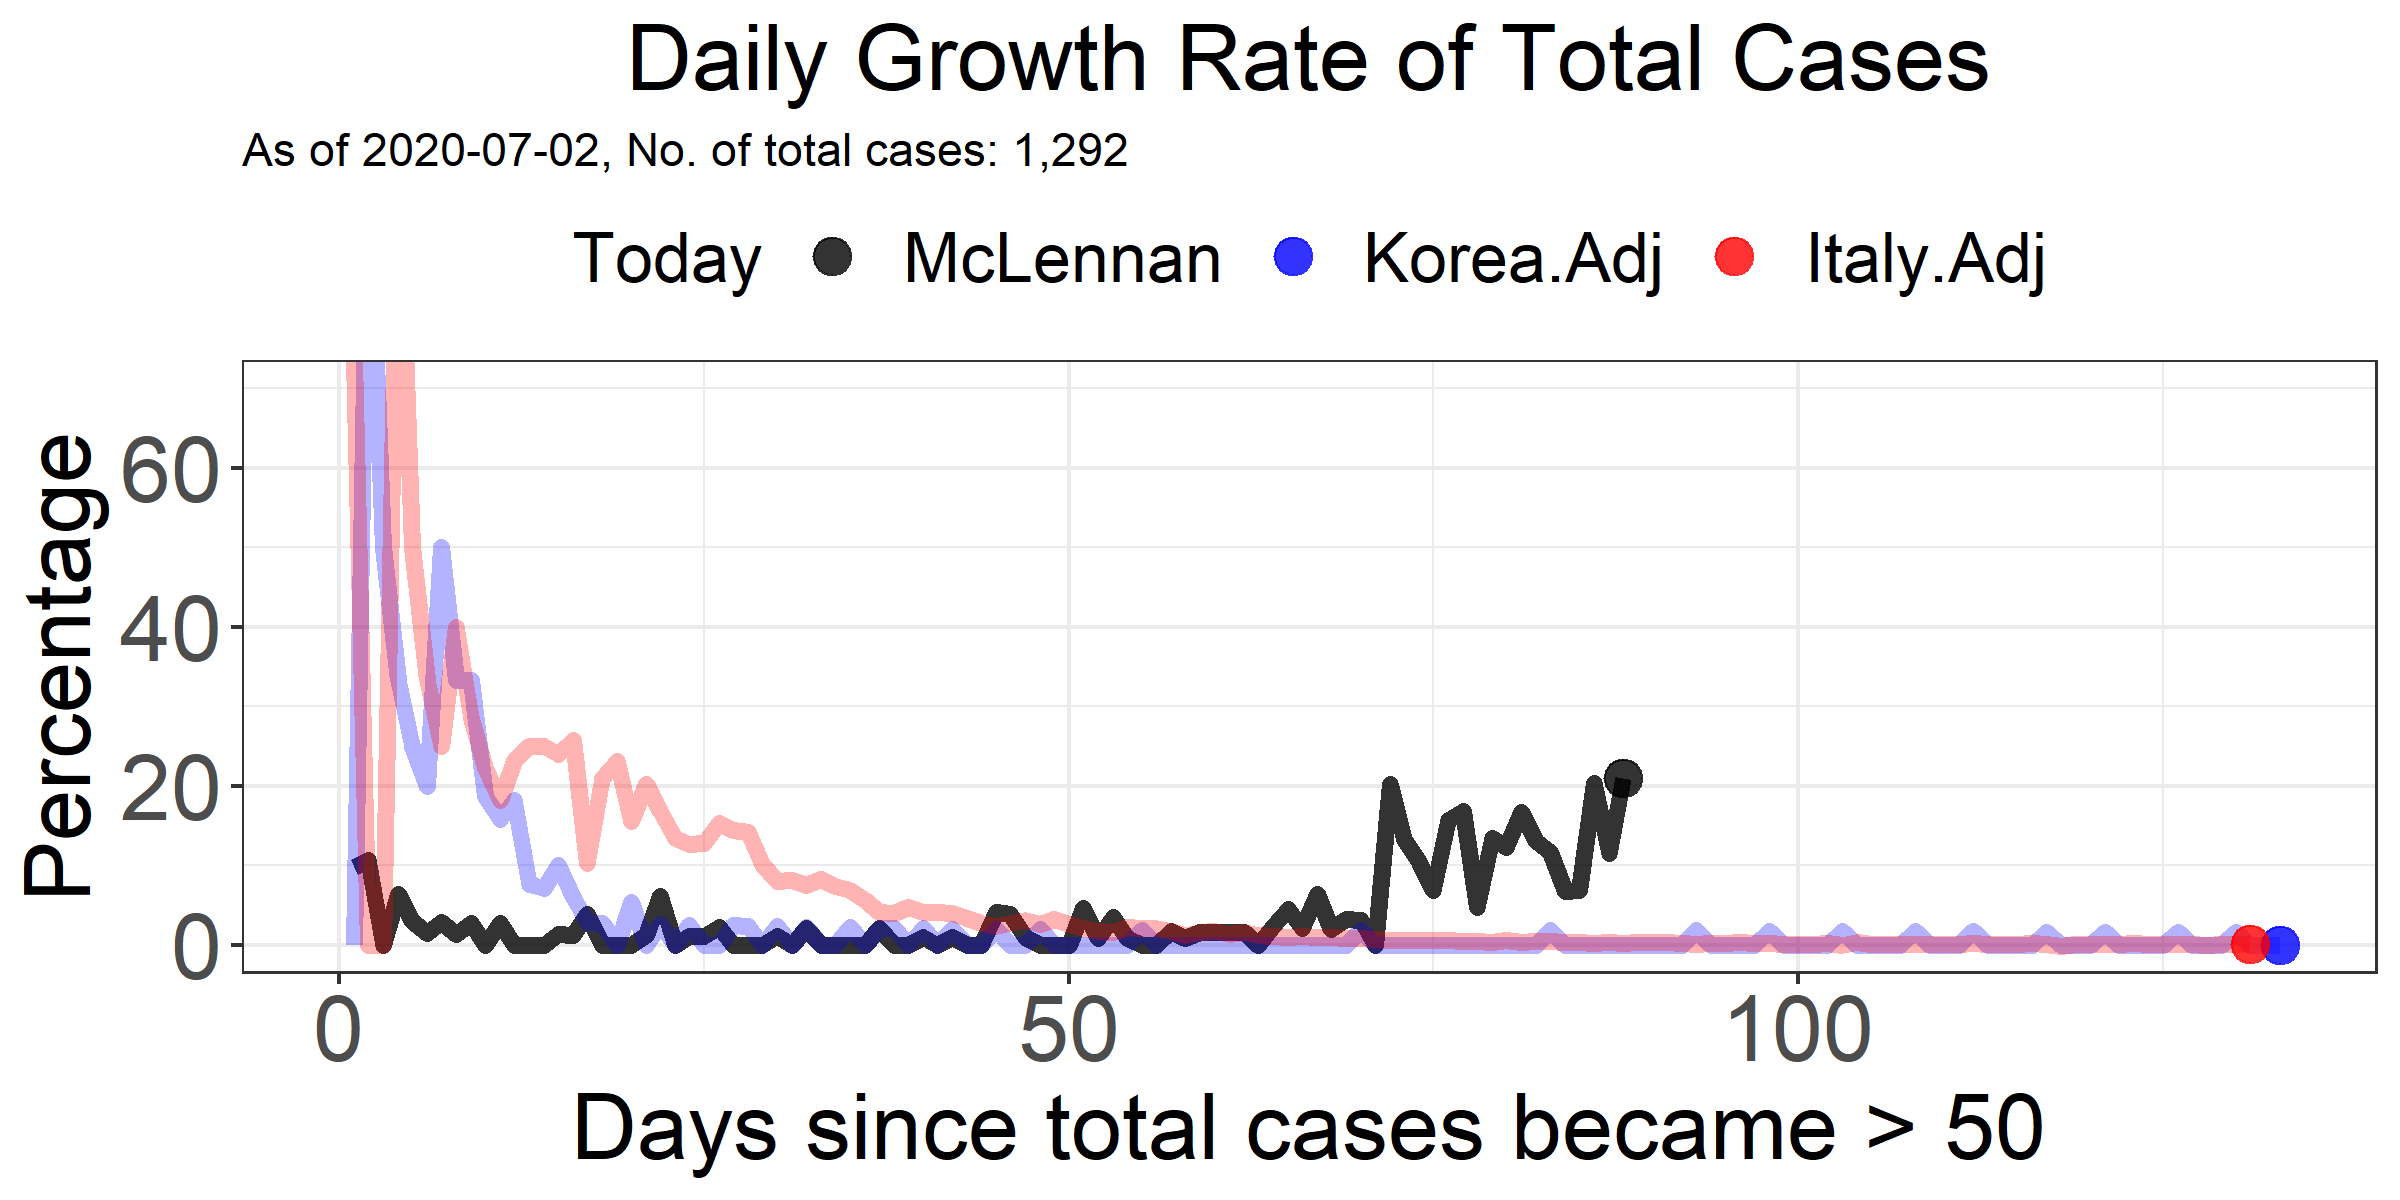 Daily Growth Rate of Total Cases
As of 2020-07-02, No. of total cases: 1,292
Today McLennan Korea.Adj Italy.Adj
Percentage
60
40
20
0
0 50 100
Days since total cases became > 50